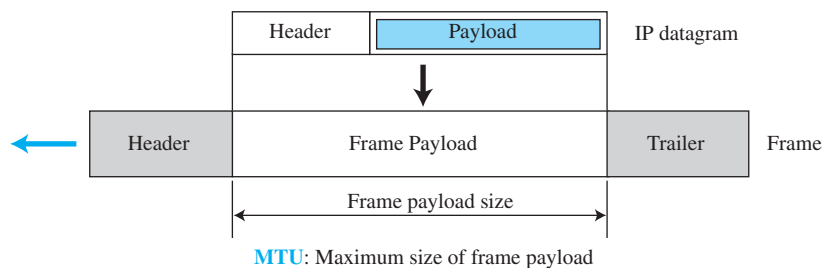 Header Payload IP datagram
Header Frame Payload Trailer Frame
Frame payload size
MTU: Maximum size of frame payload